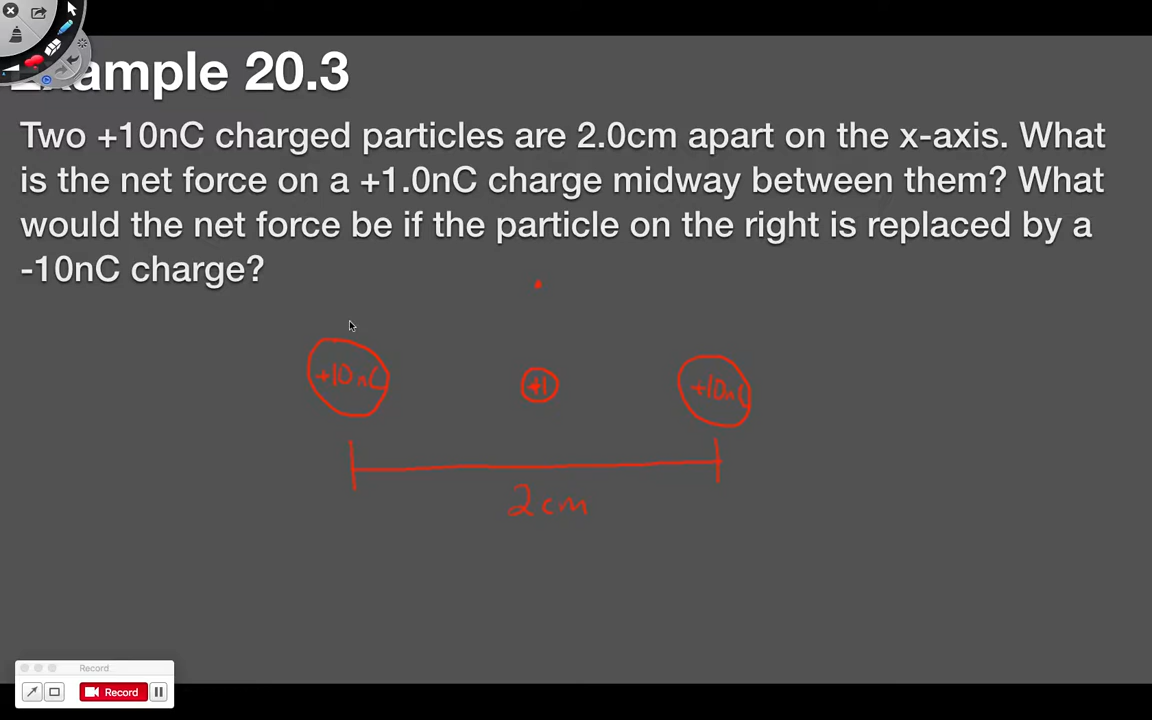 Example 20.3
Two +10nC charged particles are 2.0cm apart on the x-axis. What
is the net force on a +1.0nC charge midway between them? What
would the net force be if the particle on the right is replaced by a
-10nC charge?
+10nC +1 +10nC
2cm
Record
Record